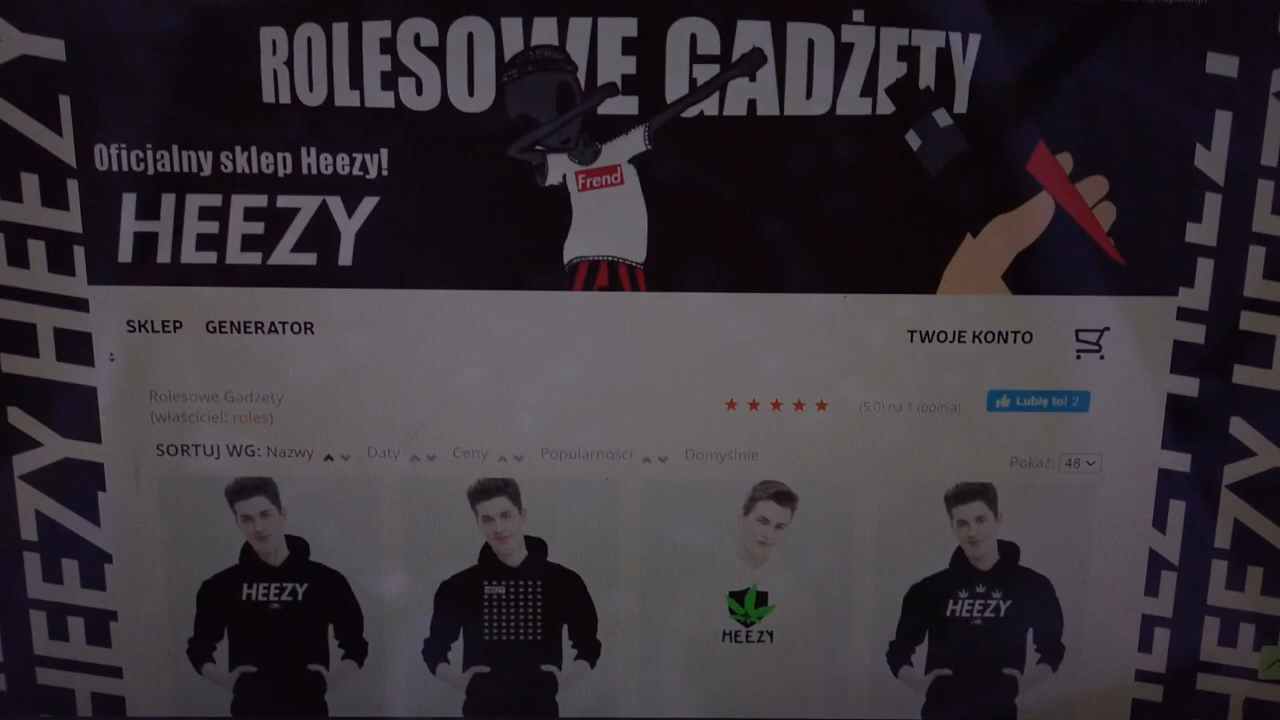 ROLESOWE GADŻETY
Oficjalny sklep Heezy!
HEEZY
Frend
SKLEP GENERATOR
TWOJE KONTO
Rolesowe Gadżety
(właściciel: roles)
(5.0) na 1 (opinia)
Lubię to! 2
SORTUJ WG: Nazwy Daty Ceny Popularności Domyślnie
Pokaż: 48
HEEZY
HEEZY
HEEZY
HEEZY
HEEZY
HEEZY
HEEZY
HEEZY